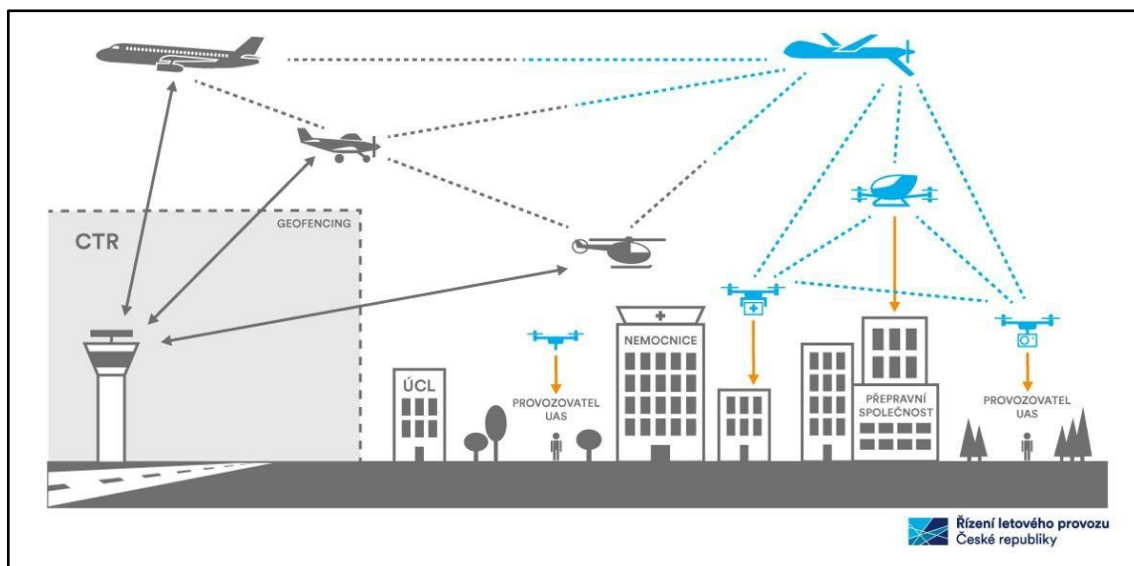 GEOFENCING
CTR
ÚCL
PROVOZOVATEL
UAS
NEMOCNICE
PŘEPRAVNÍ
SPOLEČNOST
PROVOZOVATEL
UAS
Řízení letového provozu
České republiky